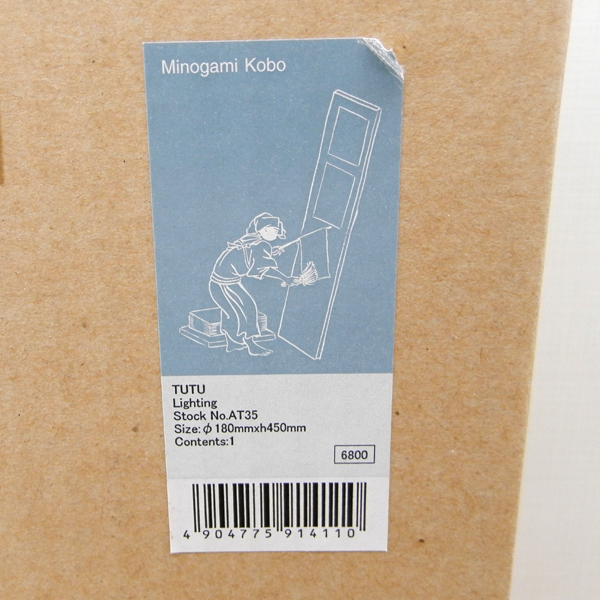 Minogami Kobo
TUTU
Lighting
Stock No.AT35
Size:φ180mmxh450mm
Contents:1
6800
4 904775 914110